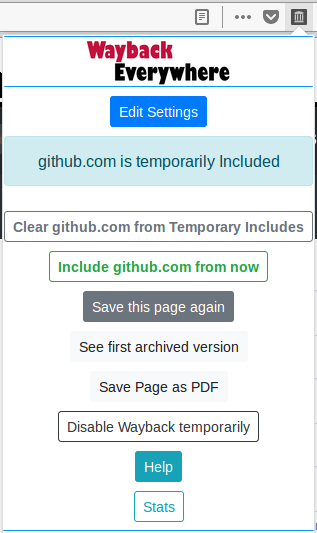 Wayback
Everywhere
Edit Settings
github.com is temporarily Included
Clear github.com from Temporary Includes
Include github.com from now
Save this page again
See first archived version
Save Page as PDF
Disable Wayback temporarily
Help
Stats